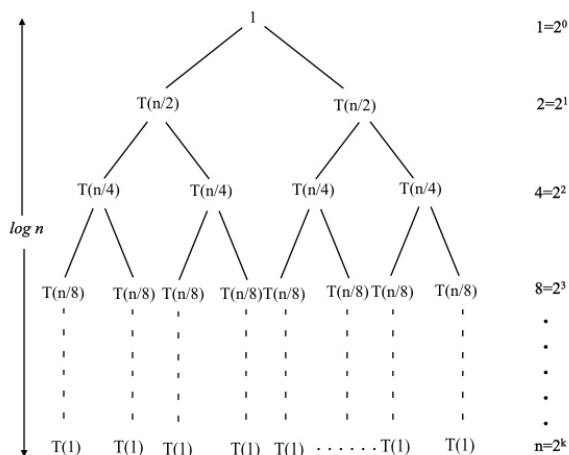 1 1=2⁰
T(n/2) T(n/2) 2=2¹
T(n/4) T(n/4) T(n/4) T(n/4) 4=2²
log n
T(n/8) T(n/8) T(n/8) T(n/8) T(n/8) T(n/8) T(n/8) T(n/8) 8=2³
T(1) T(1) T(1) T(1) T(1) . . . . . . T(1) T(1) n=2ᵏ